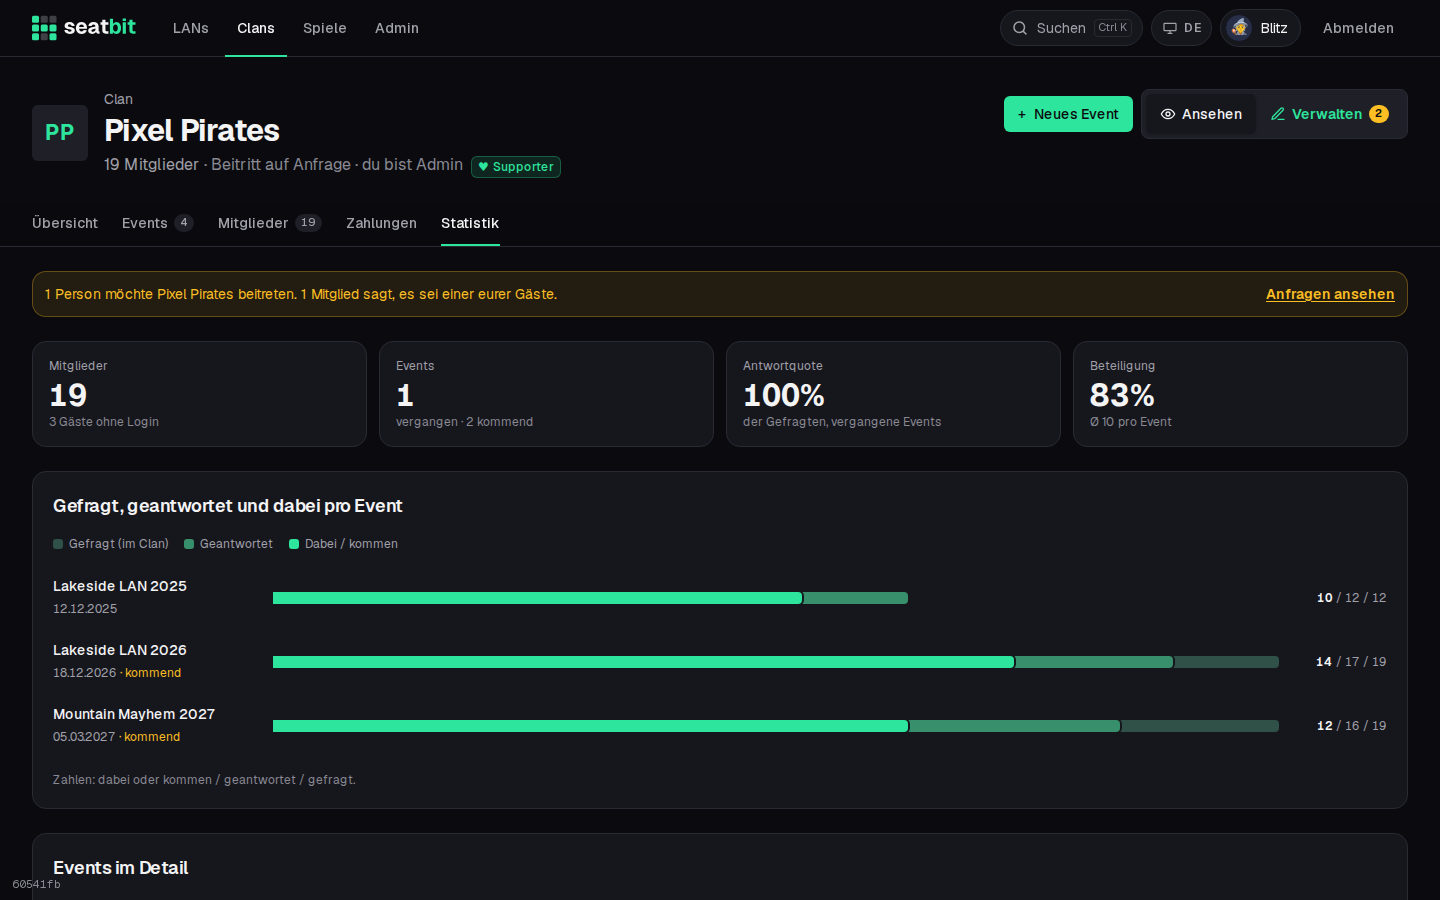 seatbit
LANs
Clans
Spiele
Admin
Suchen Ctrl K
DE
Blitz
Abmelden
PP
Clan
Pixel Pirates
19 Mitglieder · Beitritt auf Anfrage · du bist Admin
♥ Supporter
+ Neues Event
Ansehen
Verwalten 2
Übersicht
Events 4
Mitglieder 19
Zahlungen
Statistik
1 Person möchte Pixel Pirates beitreten. 1 Mitglied sagt, es sei einer eurer Gäste.
Anfragen ansehen
Mitglieder
19
3 Gäste ohne Login
Events
1
vergangen · 2 kommend
Antwortquote
100%
der Gefragten, vergangene Events
Beteiligung
83%
Ø 10 pro Event
Gefragt, geantwortet und dabei pro Event
Gefragt (im Clan)
Geantwortet
Dabei / kommen
Lakeside LAN 2025
12.12.2025
10 / 12 / 12
Lakeside LAN 2026
18.12.2026 · kommend
14 / 17 / 19
Mountain Mayhem 2027
05.03.2027 · kommend
12 / 16 / 19
Zahlen: dabei oder kommen / geantwortet / gefragt.
Events im Detail
60541fb